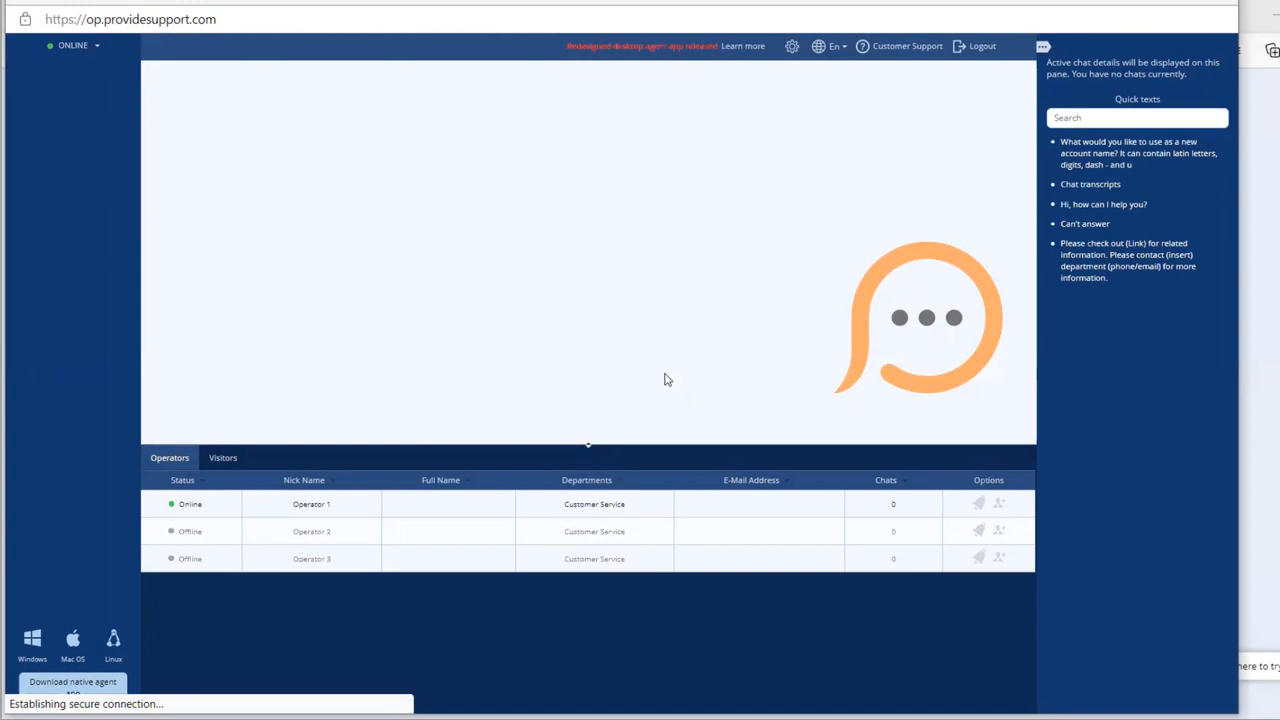 https://op.providesupport.com
ONLINE
Redesigned desktop agent app released Learn more
En
Customer Support
Logout
Active chat details will be displayed on this
pane. You have no chats currently.
Quick texts
Search
What would you like to use as a new
account name? It can contain latin letters,
digits, dash - and u
Chat transcripts
Hi, how can I help you?
Can't answer
Please check out (Link) for related
information. Please contact (insert)
department (phone/email) for more
information.
Operators Visitors
Status Nick Name Full Name Departments E-Mail Address Chats Options
Online Operator 1 Customer Service 0
Offline Operator 2 Customer Service 0
Offline Operator 3 Customer Service 0
Windows Mac OS Linux
Download native agent
here to try
Establishing secure connection...